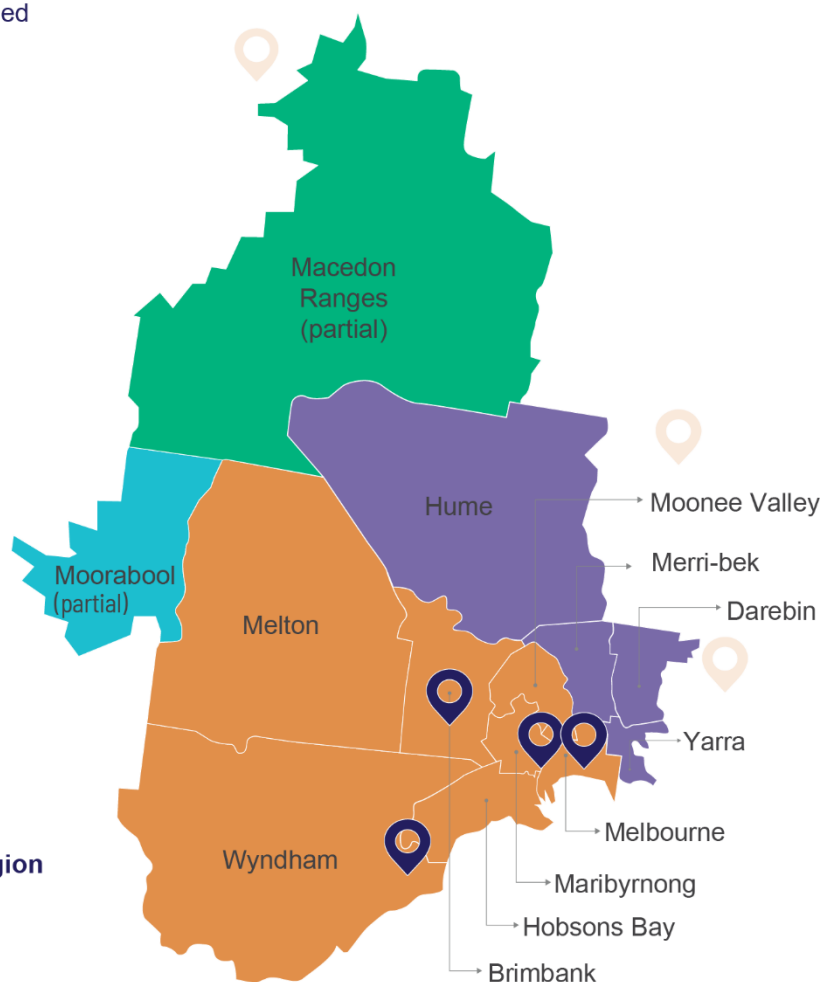 ed
Macedon
Ranges
(partial)
Hume
Moonee Valley
Merri-bek
Moorabool
(partial)
Darebin
Melton
Yarra
Melbourne
Wyndham
gion
Maribyrnong
Hobsons Bay
Brimbank